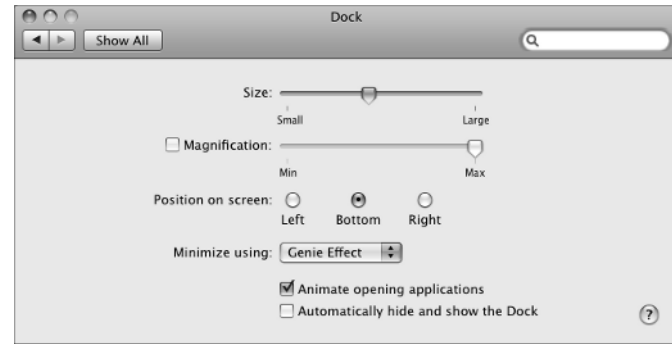 Dock
Show All
Size:
Small Large
Magnification:
Min Max
Position on screen:
Left Bottom Right
Minimize using: Genie Effect
Animate opening applications
Automatically hide and show the Dock ?